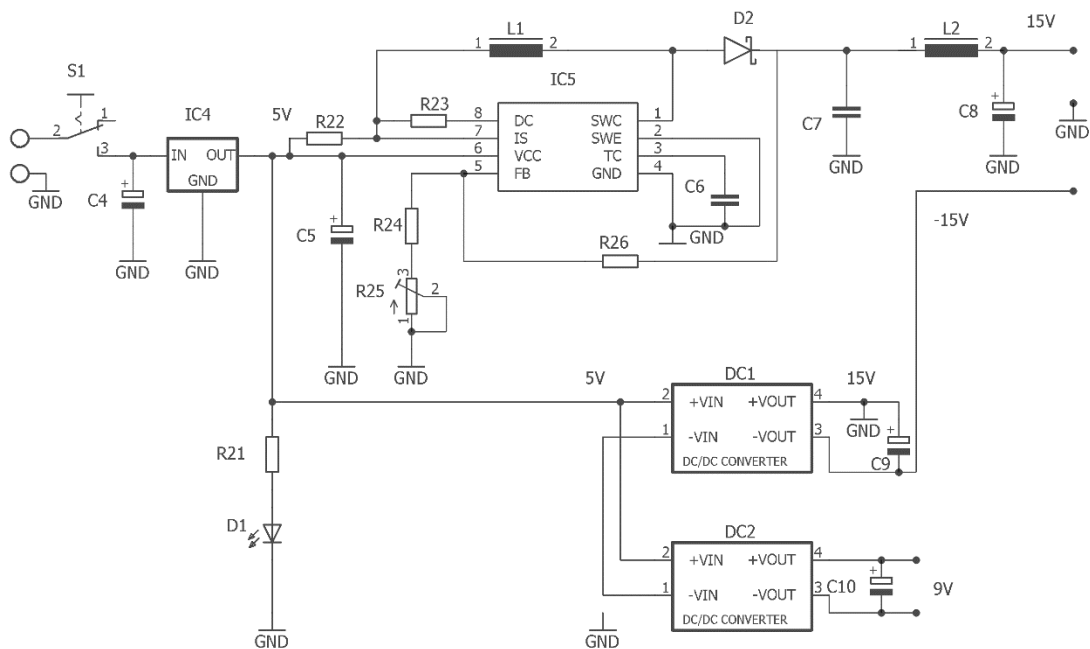 D2 15V
L1 L2
1 2 1 2
S1
IC5
C8
+
1
IC4 5V R22 R23 C7
2
8 DC SWC 1
7 IS SWE 2
6 VCC TC 3
5 FB GND 4
3 IN OUT
GND
C6
GND
C4
+
R24
C5
+
R26
GND
GND
GND
-15V
GND GND
R25
3
2
1
GND
GND
5V DC1 15V
2 +VIN +VOUT 4
GND
+
1 -VIN -VOUT 3
C9
DC/DC CONVERTER
R21
D1
DC2
2 +VIN +VOUT 4
+
1 -VIN -VOUT 3
C10
9V
DC/DC CONVERTER
GND
GND